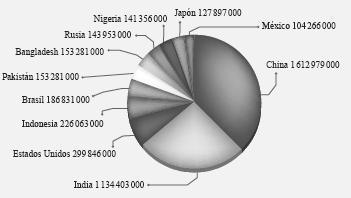 Nigeria 141 356 000
Japón 127 897 000
México 104 266 000
Rusia 143 953 000
Bangladesh 153 281 000
China 1 612 979 000
Pakistán 153 281 000
Brasil 186 831 000
Indonesia 226 063 000
Estados Unidos 299 846 000
India 1 134 403 000